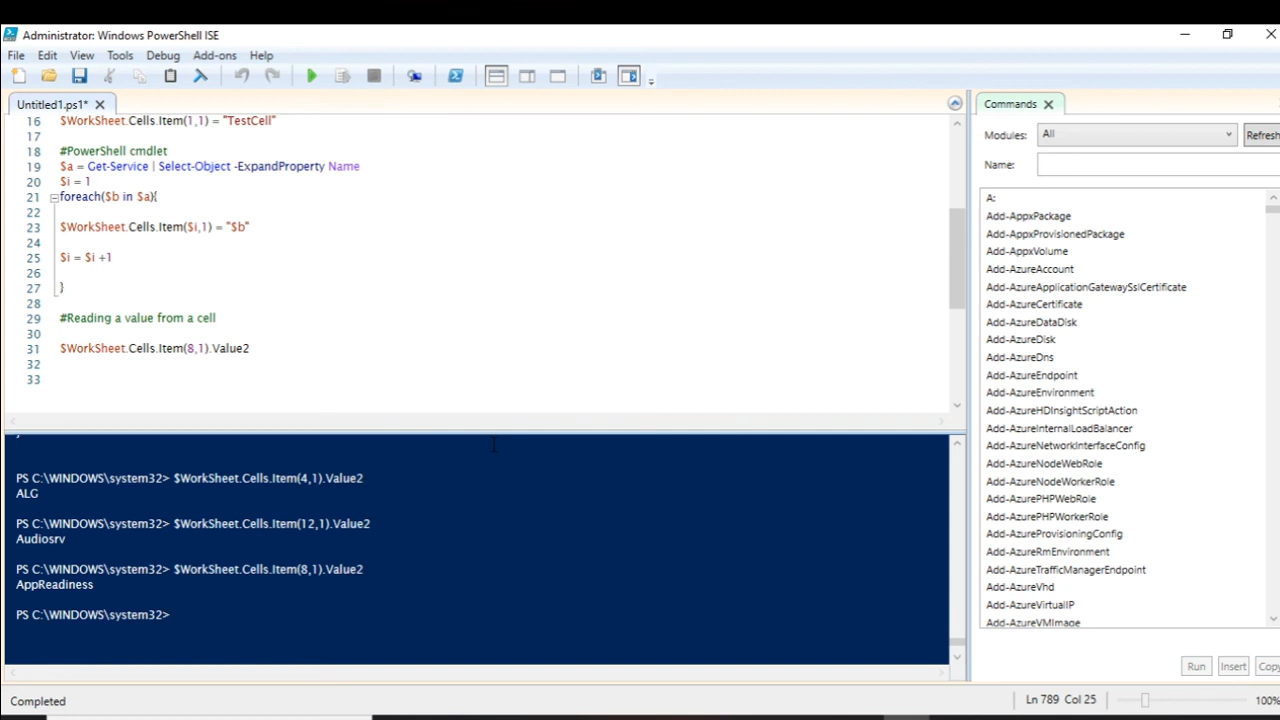 Administrator: Windows PowerShell ISE
File Edit View Tools Debug Add-ons Help
Untitled1.ps1* X
16 $WorkSheet.Cells.Item(1,1) = "TestCell"
17
18 #PowerShell cmdlet
19 $a = Get-Service | Select-Object -ExpandProperty Name
20 $i = 1
21 foreach($b in $a){
22
23 $WorkSheet.Cells.Item($i,1) = "$b"
24
25 $i = $i +1
26
27 }
28
29 #Reading a value from a cell
30
31 $WorkSheet.Cells.Item(8,1).Value2
32
33
PS C:\WINDOWS\system32> $WorkSheet.Cells.Item(4,1).Value2
ALG
PS C:\WINDOWS\system32> $WorkSheet.Cells.Item(12,1).Value2
Audiosrv
PS C:\WINDOWS\system32> $WorkSheet.Cells.Item(8,1).Value2
AppReadiness
PS C:\WINDOWS\system32>
Completed
Ln 789 Col 25
100%
Commands X
Modules: All Refresh
Name:
A:
Add-AppxPackage
Add-AppxProvisionedPackage
Add-AppxVolume
Add-AzureAccount
Add-AzureApplicationGatewaySslCertificate
Add-AzureCertificate
Add-AzureDataDisk
Add-AzureDisk
Add-AzureDns
Add-AzureEndpoint
Add-AzureEnvironment
Add-AzureHDInsightScriptAction
Add-AzureInternalLoadBalancer
Add-AzureNetworkInterfaceConfig
Add-AzureNodeWebRole
Add-AzureNodeWorkerRole
Add-AzurePHPWebRole
Add-AzurePHPWorkerRole
Add-AzureProvisioningConfig
Add-AzureRmEnvironment
Add-AzureTrafficManagerEndpoint
Add-AzureVhd
Add-AzureVirtualIP
Add-AzureVMImage
Run Insert Copy